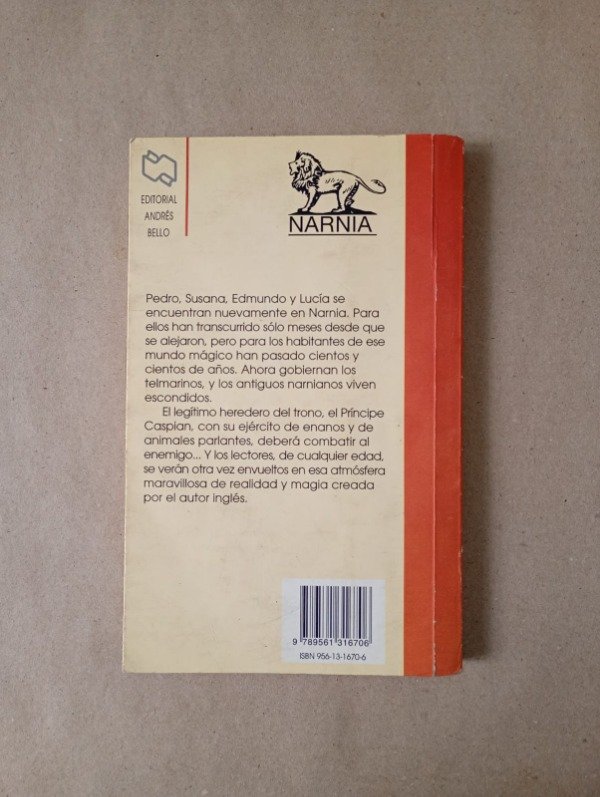 EDITORIAL
ANDRÉS
BELLO
NARNIA
Pedro, Susana, Edmundo y Lucía se
encuentran nuevamente en Narnia. Para
ellos han transcurrido sólo meses desde que
se alejaron, pero para los habitantes de ese
mundo mágico han pasado cientos y
cientos de años. Ahora gobiernan los
telmarinos, y los antiguos narnianos viven
escondidos.
El legítimo heredero del trono, el Príncipe
Caspian, con su ejército de enanos y de
animales parlantes, deberá combatir al
enemigo... Y los lectores, de cualquier edad,
se verán otra vez envueltos en esa atmósfera
maravillosa de realidad y magia creada
por el autor inglés.
9 789561 316706
ISBN 956-13-1670-6